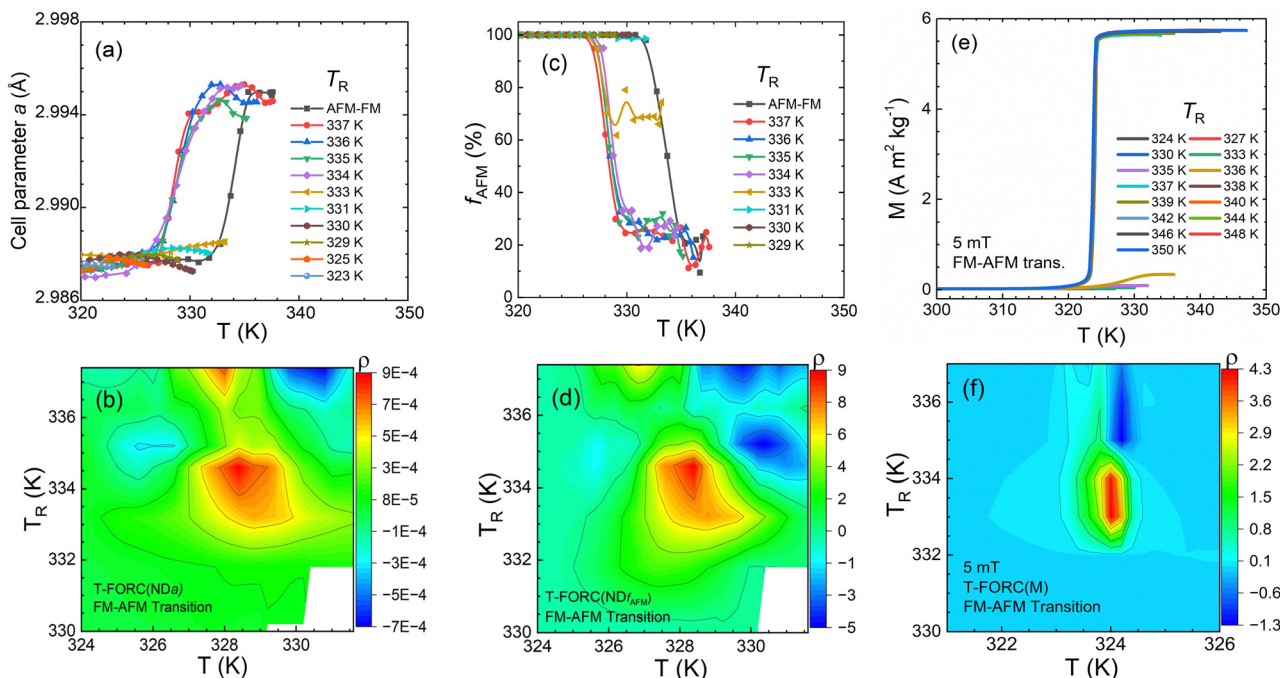 (a)
2.998
2.994
2.990
2.986
Cell parameter a (Å)
T_R
AFM-FM
337 K
336 K
335 K
334 K
333 K
331 K
330 K
329 K
325 K
323 K
320 330 340 350
T (K)
(c)
100
80
60
40
20
0
f_AFM (%)
T_R
AFM-FM
337 K
336 K
335 K
334 K
333 K
331 K
330 K
329 K
320 330 340 350
T (K)
(e)
6
4
2
0
M (A m² kg⁻¹)
T_R
324 K 327 K
330 K 333 K
335 K 336 K
337 K 338 K
339 K 340 K
342 K 344 K
346 K 348 K
350 K
5 mT
FM-AFM trans.
300 310 320 330 340 350
T (K)
(b)
336
334
332
330
T_R (K)
T-FORC(NDa)
FM-AFM Transition
324 326 328 330
T (K)
ρ
9E−4
7E−4
5E−4
4E−4
2E−4
8E−5
−1E−4
−2E−4
−4E−4
−5E−4
−7E−4
(d)
336
334
332
330
T_R (K)
T-FORC(NDf_AFM)
FM-AFM Transition
324 326 328 330
T (K)
ρ
9
8
6
5
3
2
0
−1
−3
−4
−5
(f)
336
334
332
330
T_R (K)
5 mT
T-FORC(M)
FM-AFM Transition
322 324 326
T (K)
ρ
4.3
3.6
2.9
2.2
1.5
0.8
0.1
−0.6
−1.3